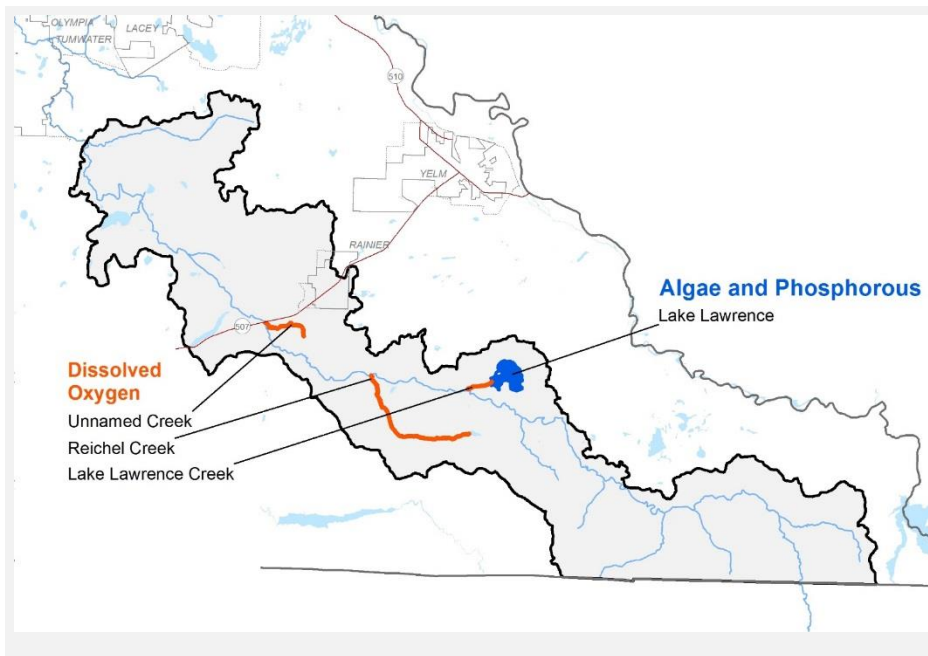 OLYMPIA
LACEY
TUMWATER
510
YELM
RAINIER
507
Algae and Phosphorous
Lake Lawrence
Dissolved
Oxygen
Unnamed Creek
Reichel Creek
Lake Lawrence Creek